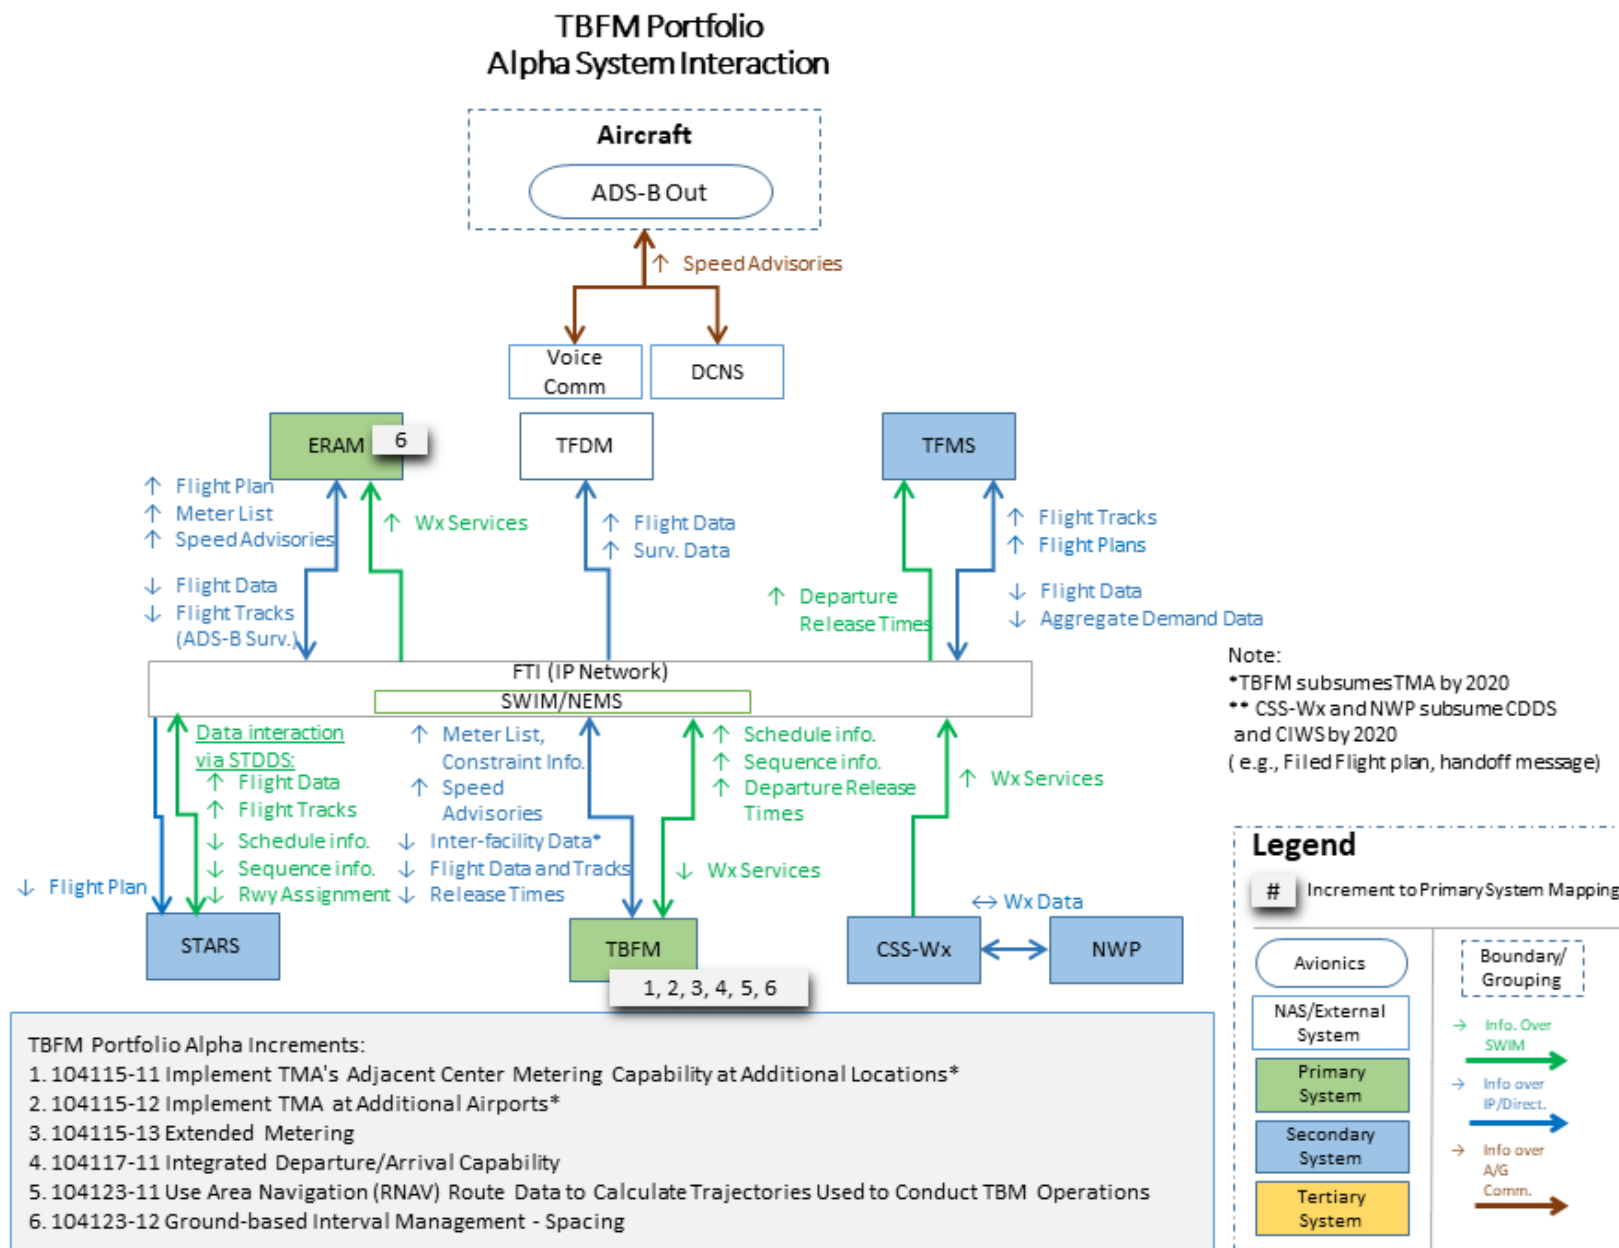 TBFM Portfolio
Alpha System Interaction
Aircraft
ADS-B Out
↑ Speed Advisories
Voice
Comm
DCNS
ERAM
6
TFDM
TFMS
↑ Flight Plan
↑ Meter List
↑ Speed Advisories
↓ Flight Data
↓ Flight Tracks
(ADS-B Surv.)
↑ Wx Services
↑ Flight Data
↑ Surv. Data
↑ Departure
Release Times
↑ Flight Tracks
↑ Flight Plans
↓ Flight Data
↓ Aggregate Demand Data
FTI (IP Network)
SWIM/NEMS
Note:
*TBFM subsumes TMA by 2020
** CSS-Wx and NWP subsume CDDS
and CIWS by 2020
( e.g., Filed Flight plan, handoff message)
↓ Flight Plan
Data interaction
via STDDS:
↑ Flight Data
↑ Flight Tracks
↓ Schedule info.
↓ Sequence info.
↓ Rwy Assignment
↑ Meter List,
Constraint Info.
↑ Speed
Advisories
↓ Inter-facility Data*
↓ Flight Data and Tracks
↓ Release Times
↑ Schedule info.
↑ Sequence info.
↑ Departure Release
Times
↓ Wx Services
↑ Wx Services
↔ Wx Data
STARS
TBFM
1, 2, 3, 4, 5, 6
CSS-Wx
NWP
TBFM Portfolio Alpha Increments:
1. 104115-11 Implement TMA's Adjacent Center Metering Capability at Additional Locations*
2. 104115-12 Implement TMA at Additional Airports*
3. 104115-13 Extended Metering
4. 104117-11 Integrated Departure/Arrival Capability
5. 104123-11 Use Area Navigation (RNAV) Route Data to Calculate Trajectories Used to Conduct TBM Operations
6. 104123-12 Ground-based Interval Management - Spacing
Legend
# Increment to Primary System Mapping
Avionics
NAS/External
System
Primary
System
Secondary
System
Tertiary
System
Boundary/
Grouping
→ Info. Over
SWIM
→ Info over
IP/Direct.
→ Info over
A/G
Comm.